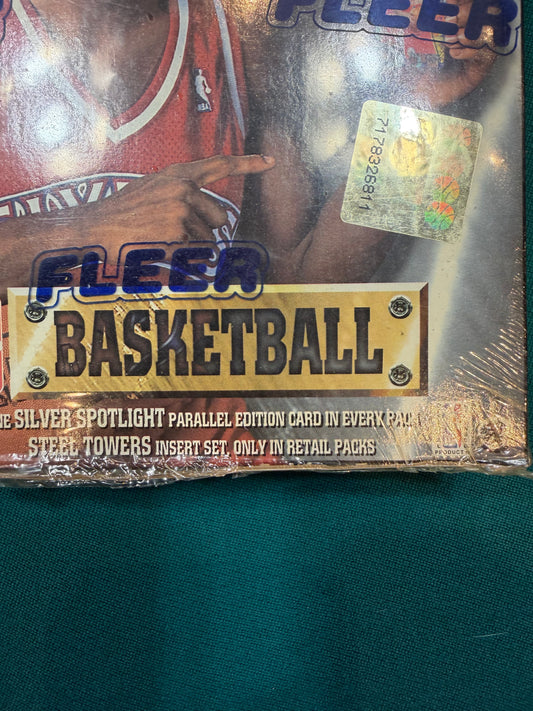 FLEER
7178326811
FLEER
BASKETBALL
SILVER SPOTLIGHT PARALLEL EDITION CARD IN EVERY
STEEL TOWERS INSERT SET, ONLY IN RETAIL PACKS